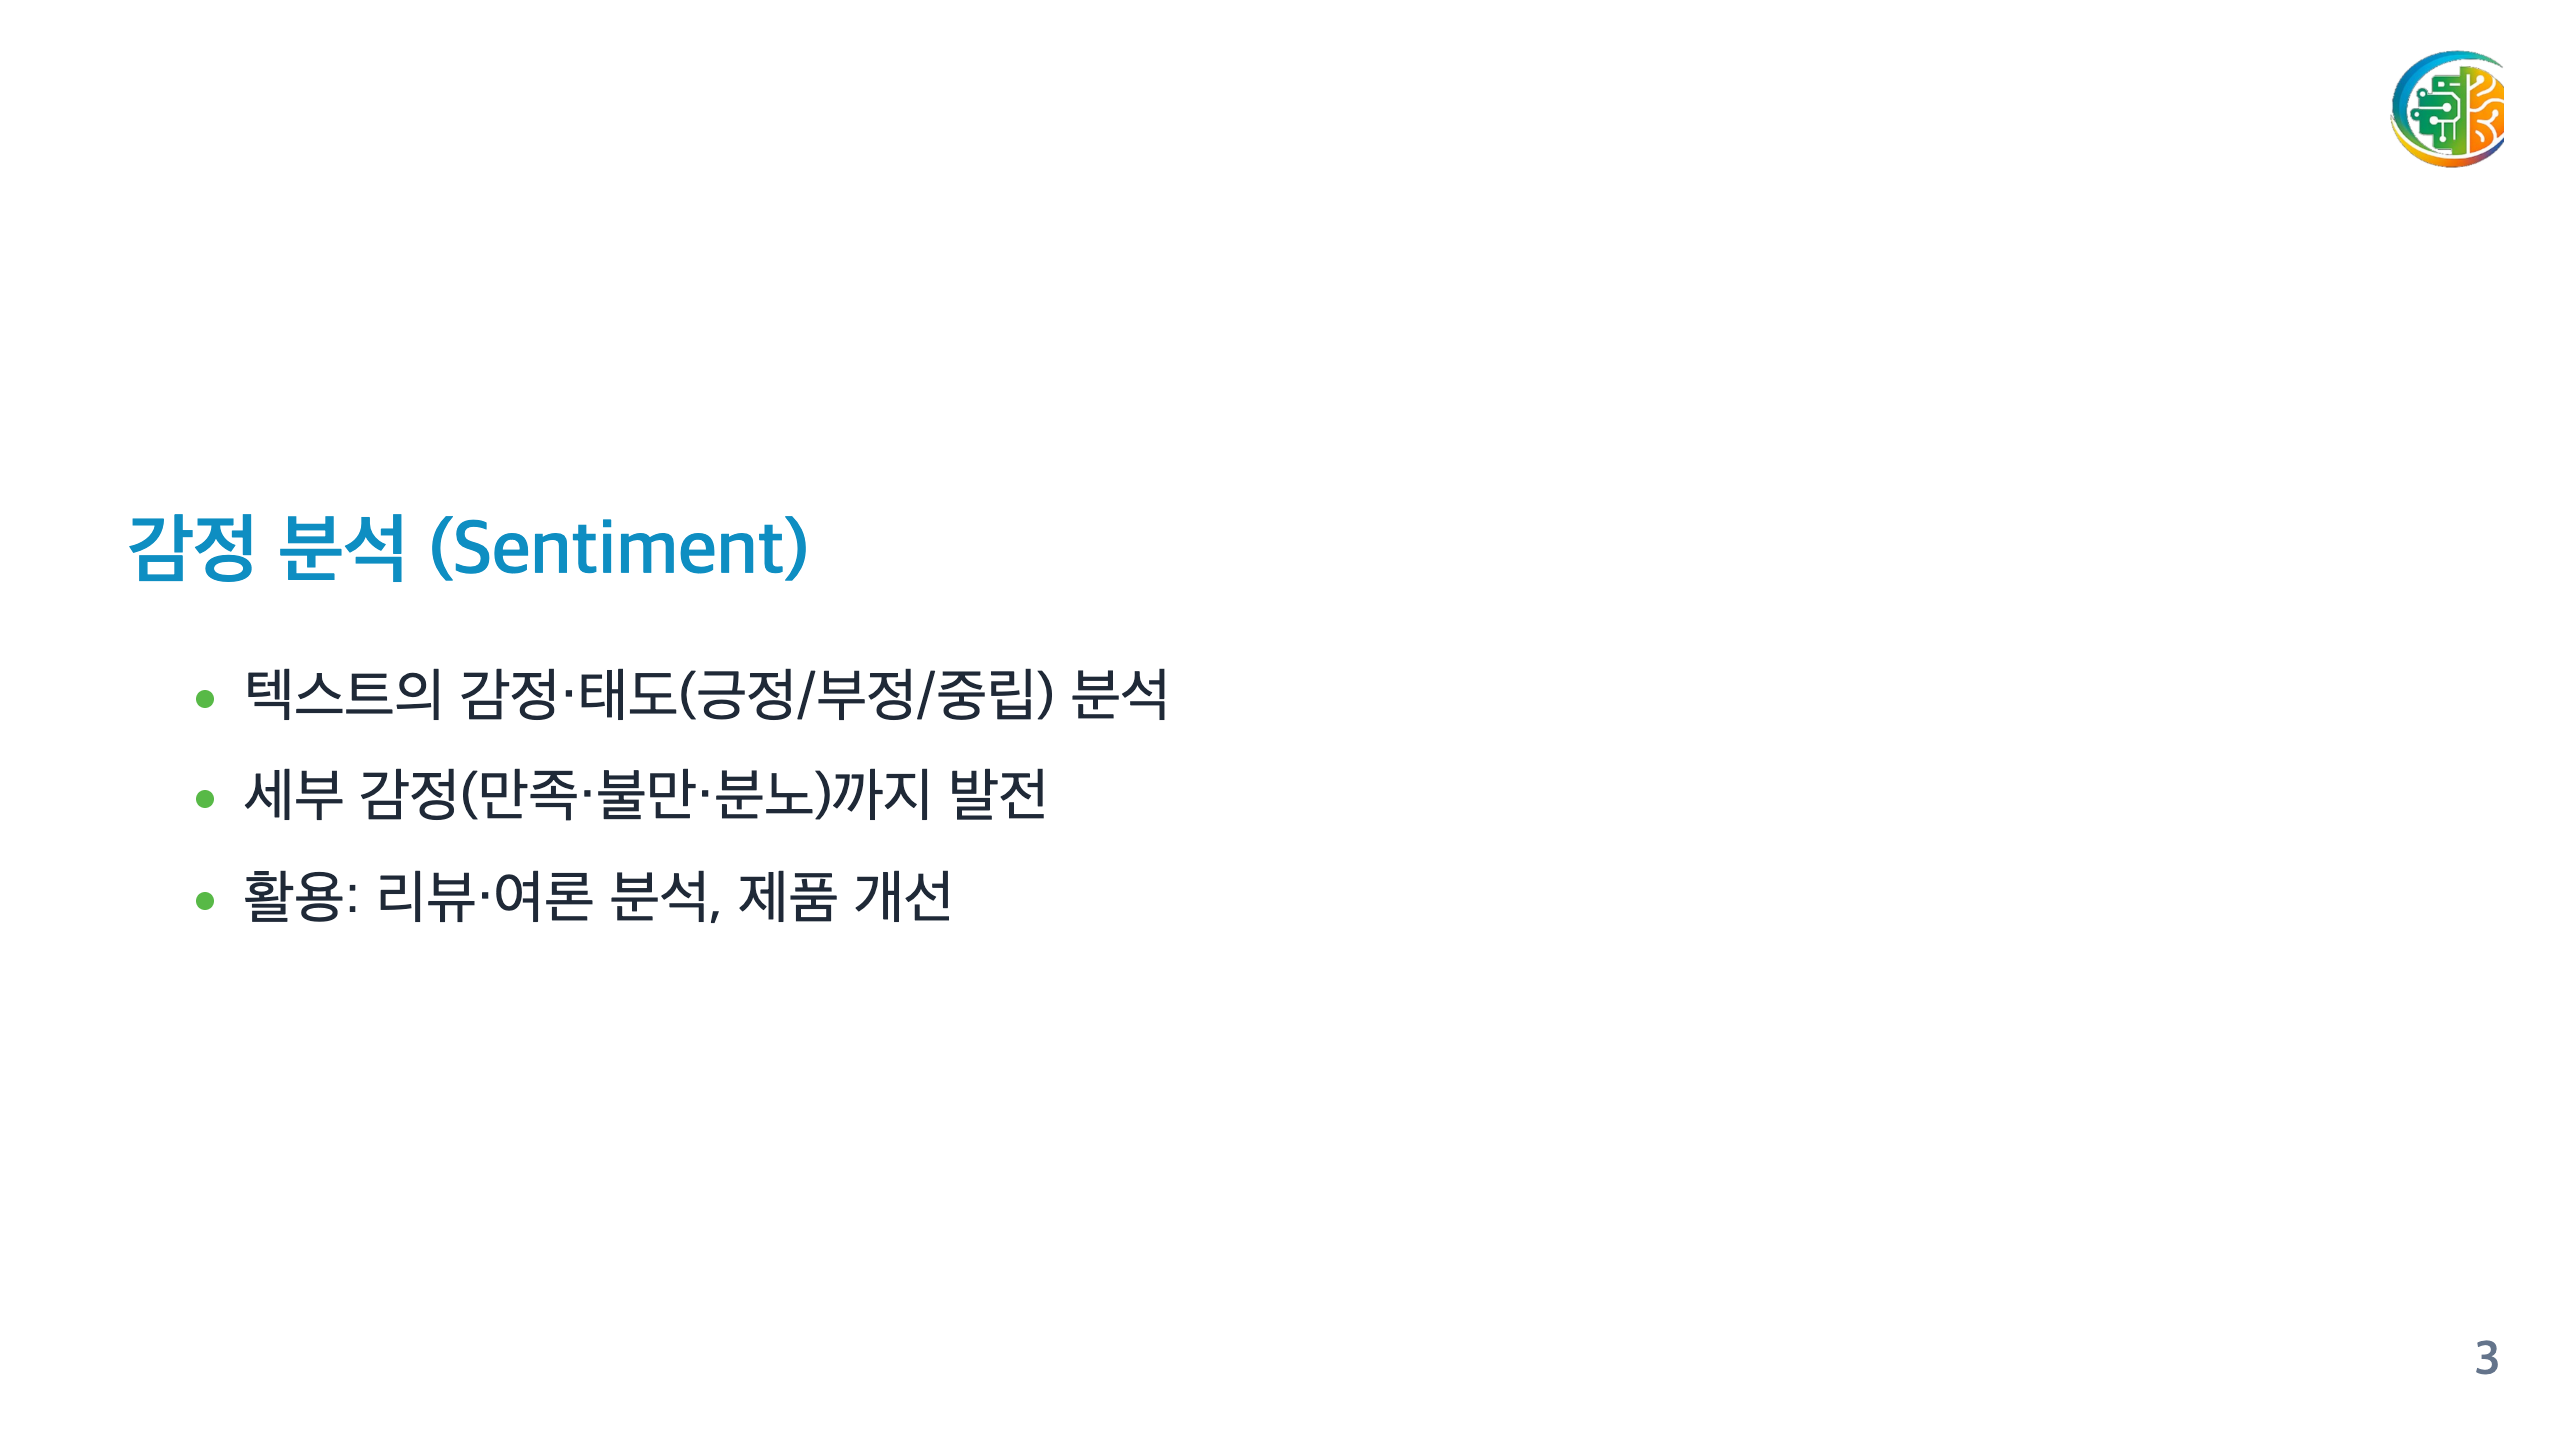 감정 분석 (Sentiment)
• 텍스트의 감정·태도(긍정/부정/중립) 분석
• 세부 감정(만족·불만·분노)까지 발전
• 활용: 리뷰·여론 분석, 제품 개선
3